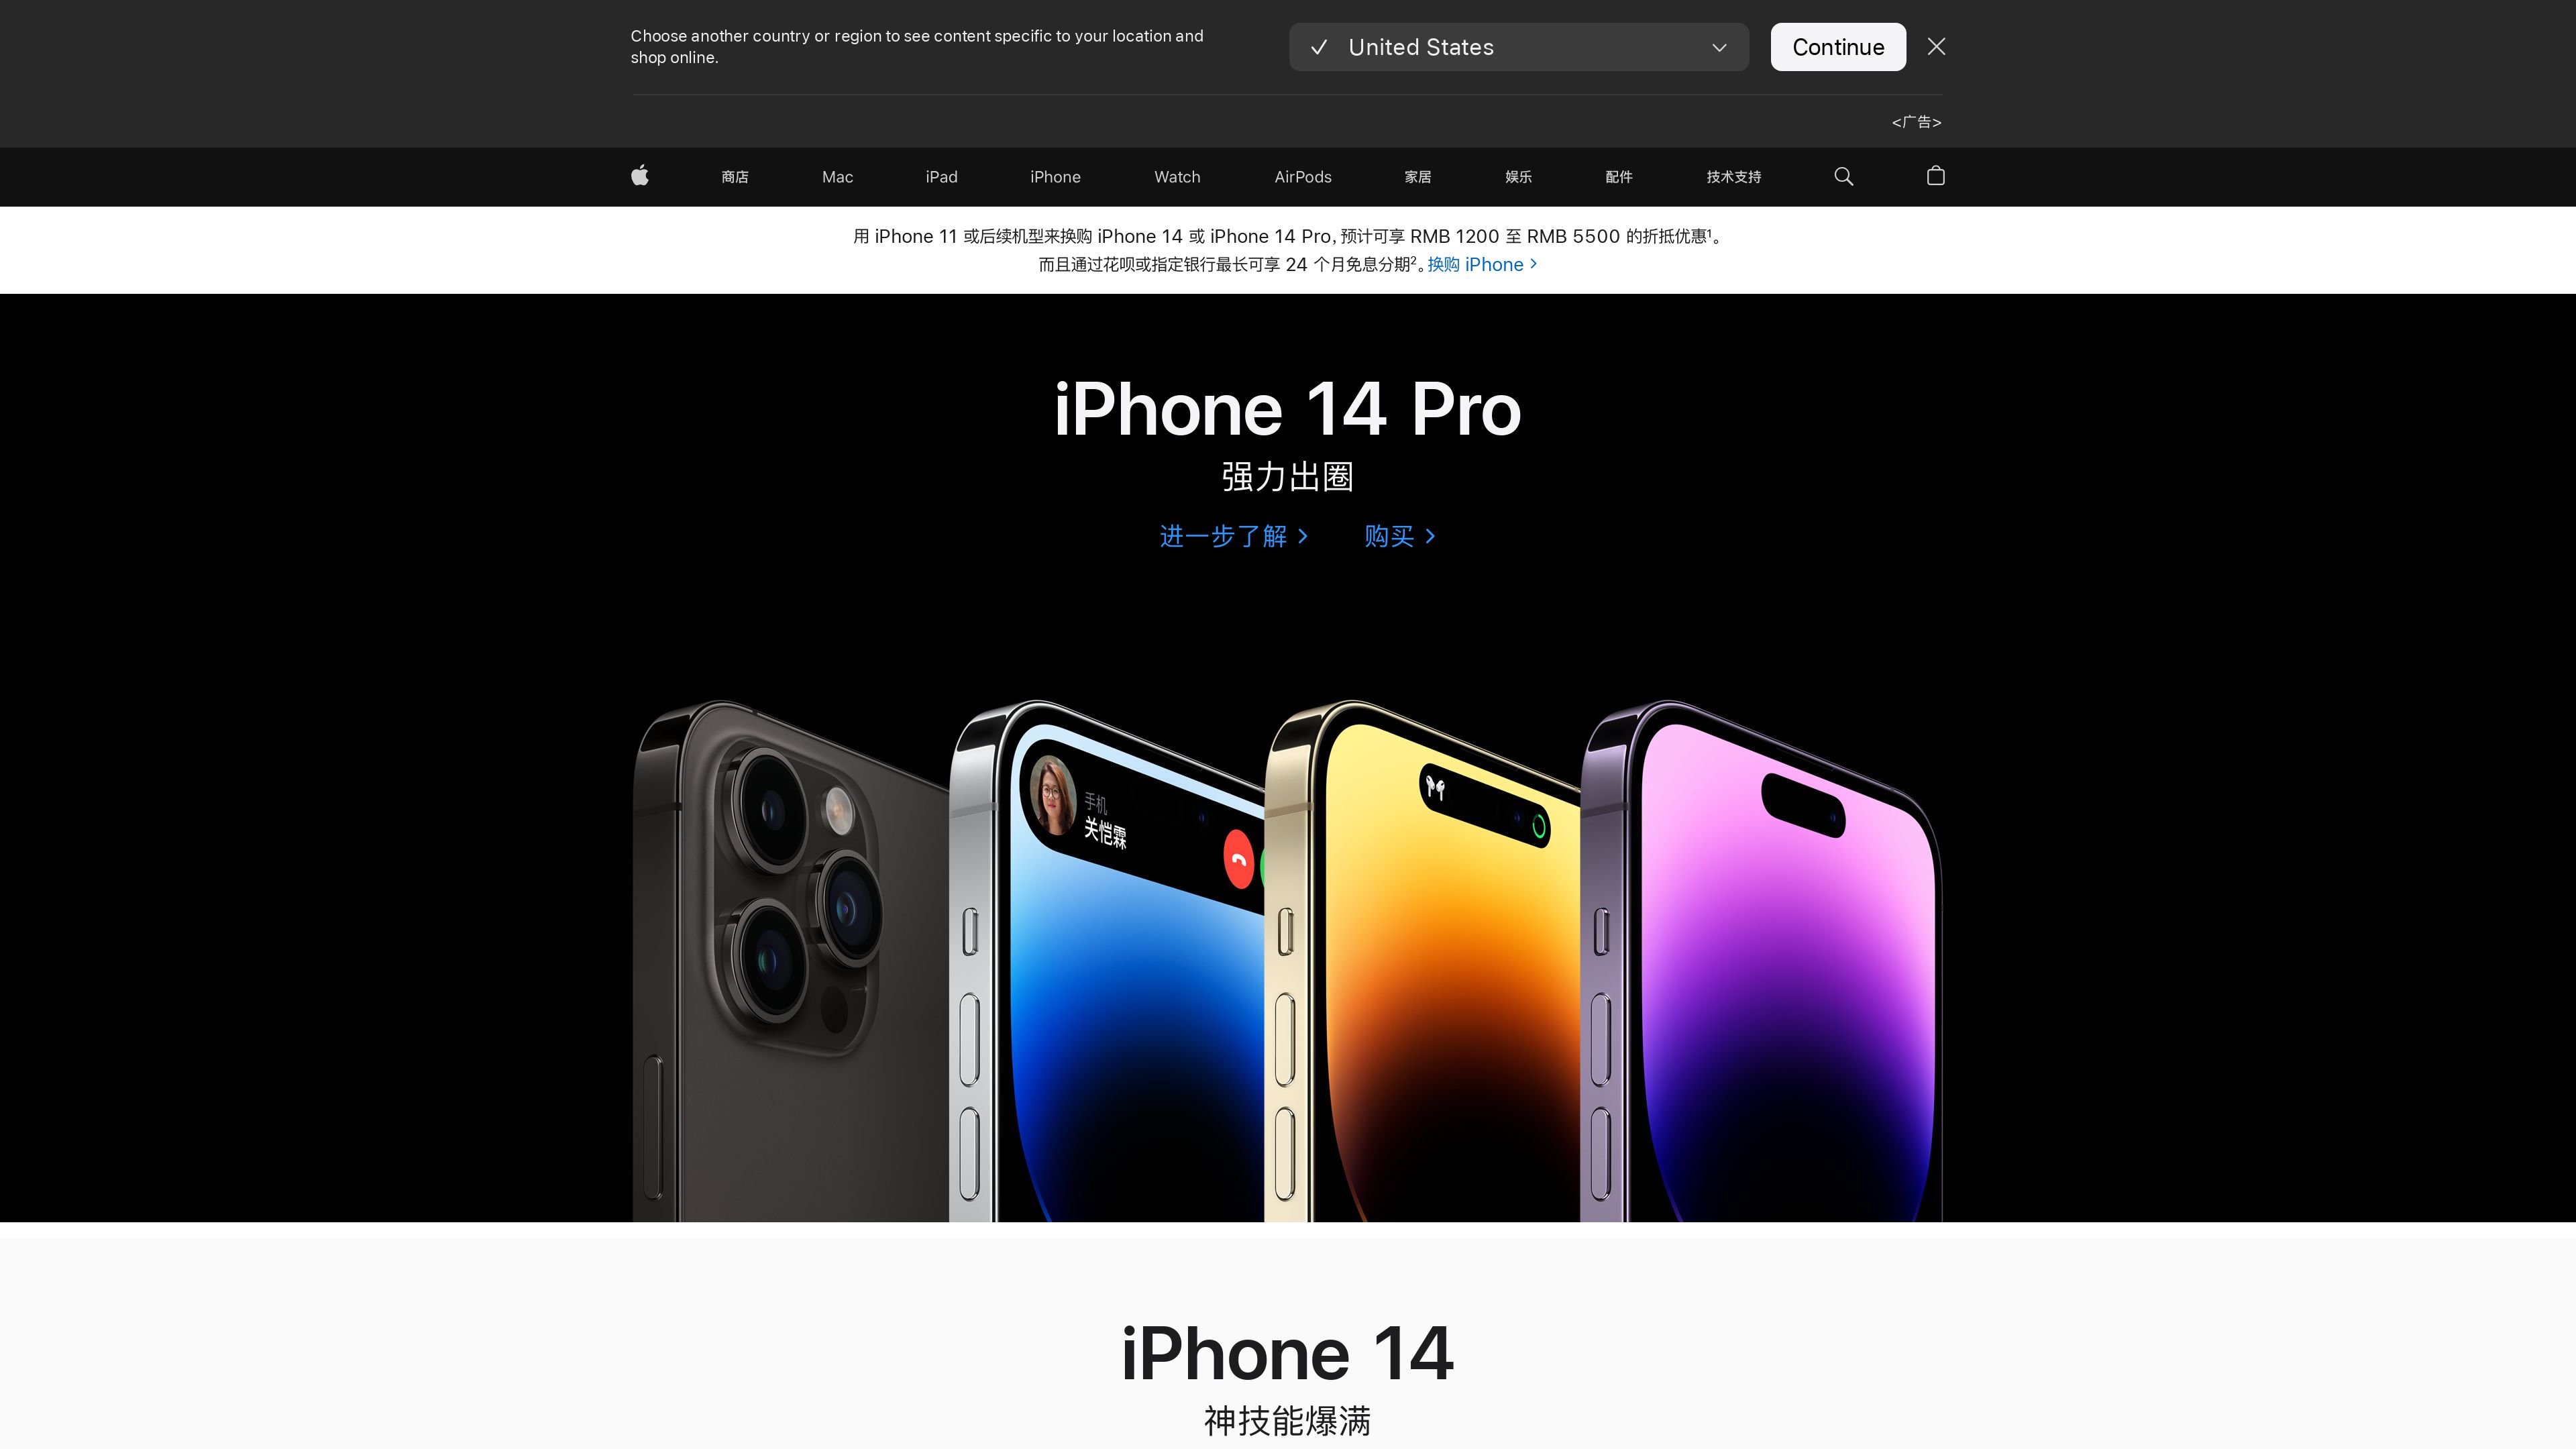 Choose another country or region to see content specific to your location and
shop online.
United States
Continue
<广告>
商店 Mac iPad iPhone Watch AirPods 家居 娱乐 配件 技术支持
用 iPhone 11 或后续机型来换购 iPhone 14 或 iPhone 14 Pro，预计可享 RMB 1200 至 RMB 5500 的折抵优惠¹。
而且通过花呗或指定银行最长可享 24 个月免息分期²。换购 iPhone >
iPhone 14 Pro
强力出圈
进一步了解 > 购买 >
手机
关恺霖
iPhone 14
神技能爆满